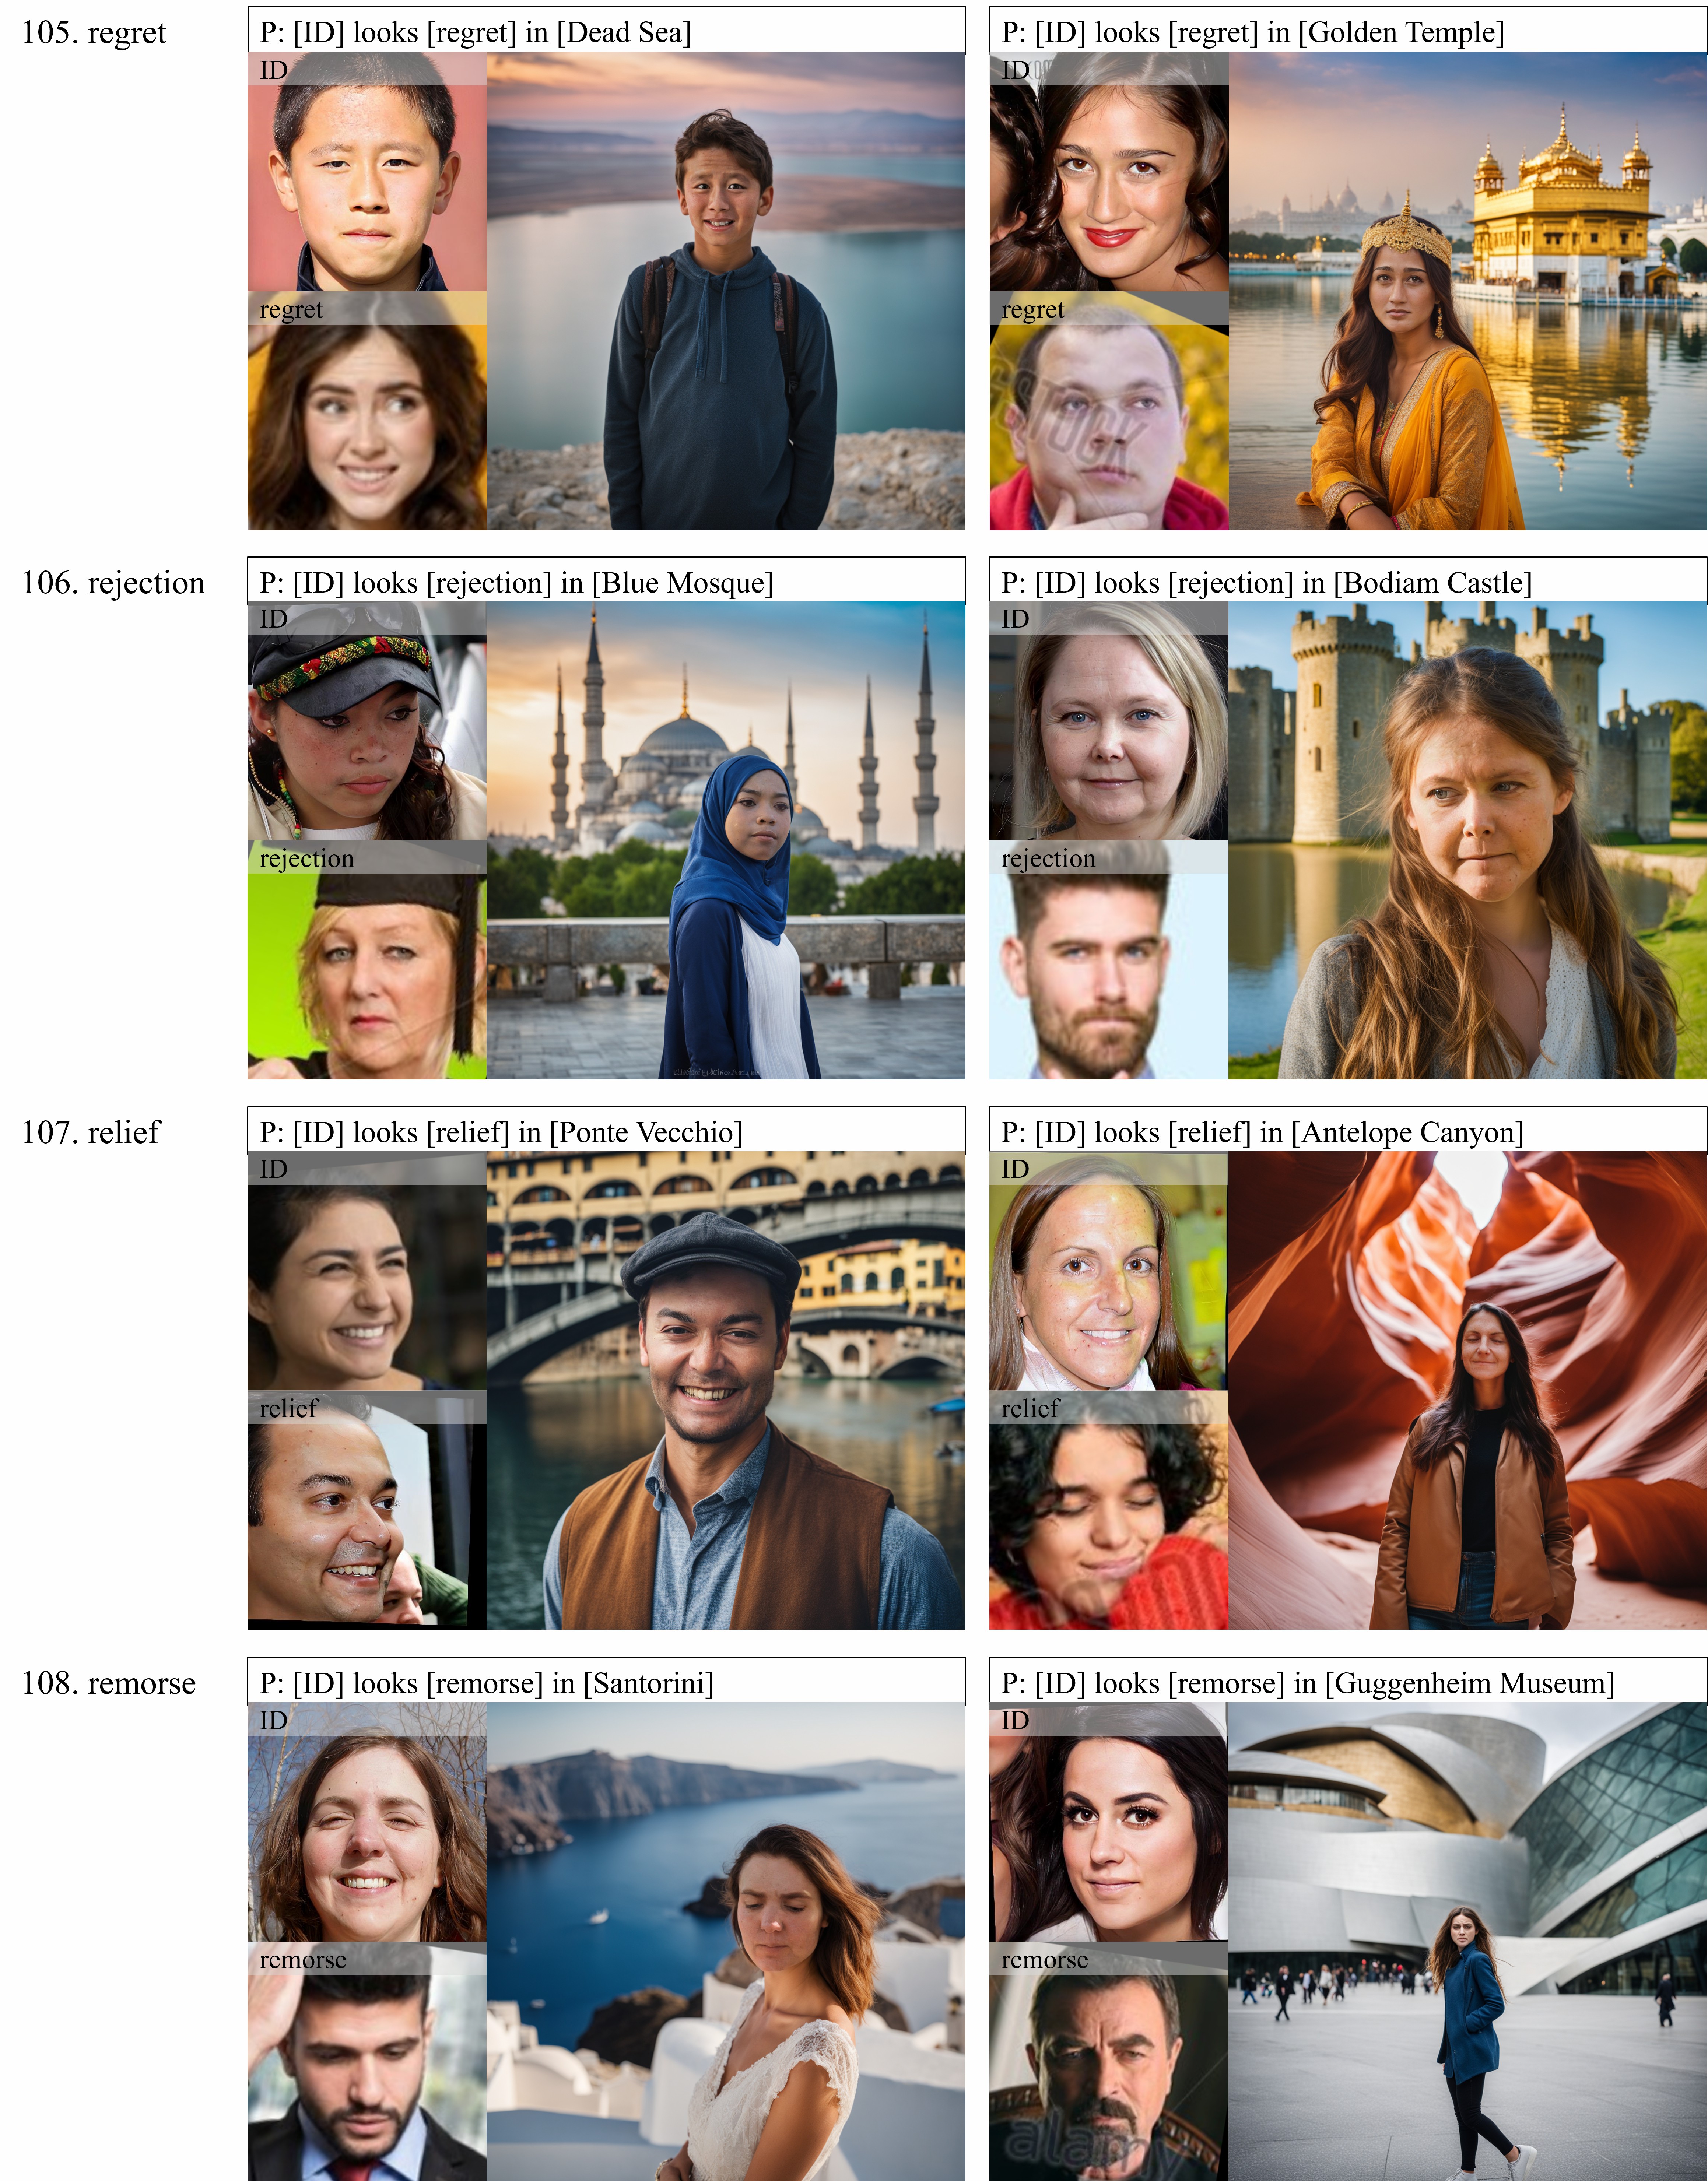 105. regret
P: [ID] looks [regret] in [Dead Sea]
ID
regret
P: [ID] looks [regret] in [Golden Temple]
ID
regret
106. rejection
P: [ID] looks [rejection] in [Blue Mosque]
ID
rejection
P: [ID] looks [rejection] in [Bodiam Castle]
ID
rejection
107. relief
P: [ID] looks [relief] in [Ponte Vecchio]
ID
relief
P: [ID] looks [relief] in [Antelope Canyon]
ID
relief
108. remorse
P: [ID] looks [remorse] in [Santorini]
ID
remorse
P: [ID] looks [remorse] in [Guggenheim Museum]
ID
remorse
alamy